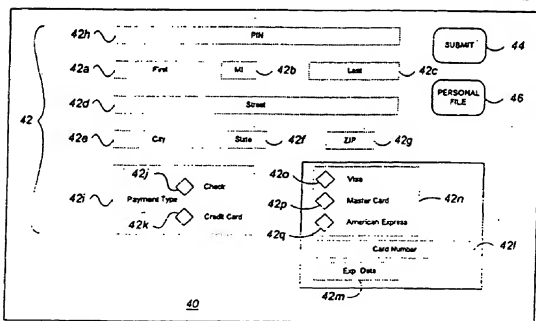 42h PIN SUBMIT 44
42a First MI 42b Last 42c
42d Street PERSONAL FILE 46
42
42e City State 42f ZIP 42g
42j Check 42o Visa 42n
42i Payment Type 42p Master Card
42k Credit Card 42q American Express
Card Number 42l
Exp. Date
40 42m